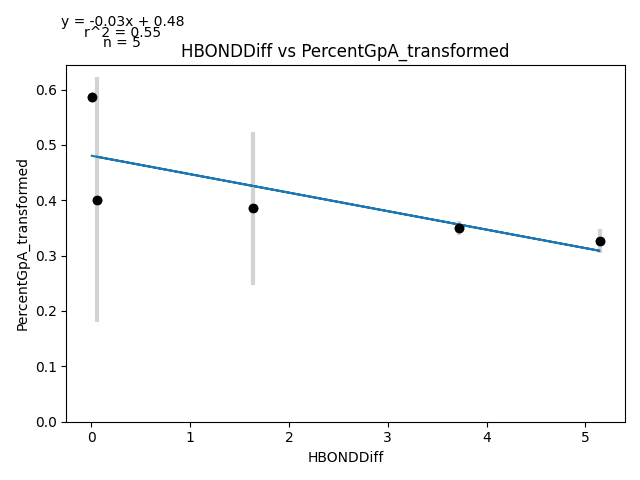 y = -0.03x + 0.48
r^2 = 0.55
n = 5
HBONDDiff vs PercentGpA_transformed
PercentGpA_transformed
0.6
0.5
0.4
0.3
0.2
0.1
0.0
0 1 2 3 4 5
HBONDDiff